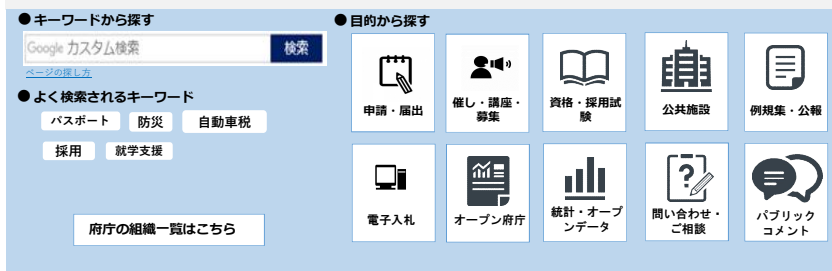 ●キーワードから探す
Google カスタム検索
検索
ページの探し方
●よく検索されるキーワード
パスポート
防災
自動車税
採用
就学支援
府庁の組織一覧はこちら
●目的から探す
申請・届出
催し・講座・
募集
資格・採用試
験
公共施設
例規集・公報
電子入札
オープン府庁
統計・オープ
ンデータ
問い合わせ・
ご相談
パブリック
コメント